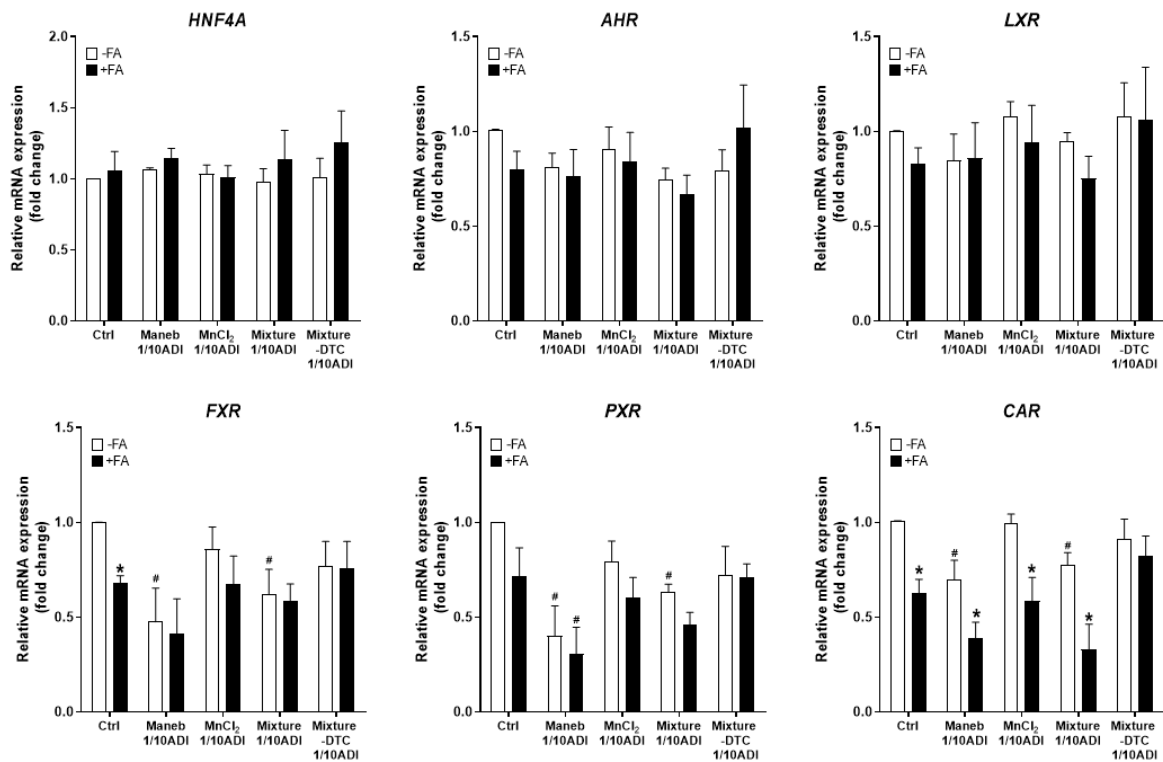 HNF4A
Relative mRNA expression
(fold change)
2.0
1.5
1.0
0.5
0.0
-FA
+FA
Ctrl
Maneb
1/10ADI
MnCl₂
1/10ADI
Mixture
1/10ADI
Mixture
-DTC
1/10ADI
AHR
Relative mRNA expression
(fold change)
1.5
1.0
0.5
0.0
-FA
+FA
Ctrl
Maneb
1/10ADI
MnCl₂
1/10ADI
Mixture
1/10ADI
Mixture
-DTC
1/10ADI
LXR
Relative mRNA expression
(fold change)
1.5
1.0
0.5
0.0
-FA
+FA
Ctrl
Maneb
1/10ADI
MnCl₂
1/10ADI
Mixture
1/10ADI
Mixture
-DTC
1/10ADI
FXR
Relative mRNA expression
(fold change)
1.5
1.0
0.5
0.0
-FA
+FA
*
#
#
Ctrl
Maneb
1/10ADI
MnCl₂
1/10ADI
Mixture
1/10ADI
Mixture
-DTC
1/10ADI
PXR
Relative mRNA expression
(fold change)
1.5
1.0
0.5
0.0
-FA
+FA
#
#
#
Ctrl
Maneb
1/10ADI
MnCl₂
1/10ADI
Mixture
1/10ADI
Mixture
-DTC
1/10ADI
CAR
Relative mRNA expression
(fold change)
1.5
1.0
0.5
0.0
-FA
+FA
*
#
*
*
#
*
Ctrl
Maneb
1/10ADI
MnCl₂
1/10ADI
Mixture
1/10ADI
Mixture
-DTC
1/10ADI